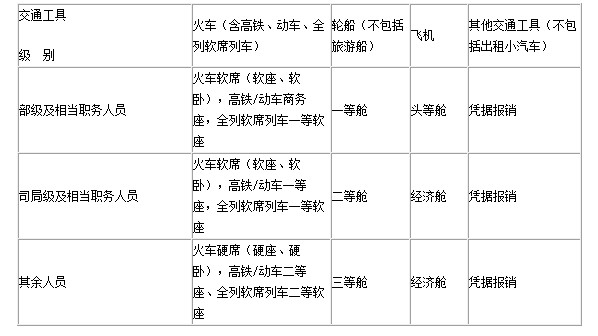 交通工具
级 别
火车（含高铁、动车、全
列软席列车）
轮船（不包括
旅游船）
飞机
其他交通工具（不包
括出租小汽车）
部级及相当职务人员
火车软席（软座、软
卧），高铁/动车商务
座，全列软席列车一等软
座
一等舱
头等舱
凭据报销
司局级及相当职务人员
火车软席（软座、软
卧），高铁/动车一等
座，全列软席列车一等软
座
二等舱
经济舱
凭据报销
其余人员
火车硬席（硬座、硬
卧），高铁/动车二等
座、全列软席列车二等软
座
三等舱
经济舱
凭据报销